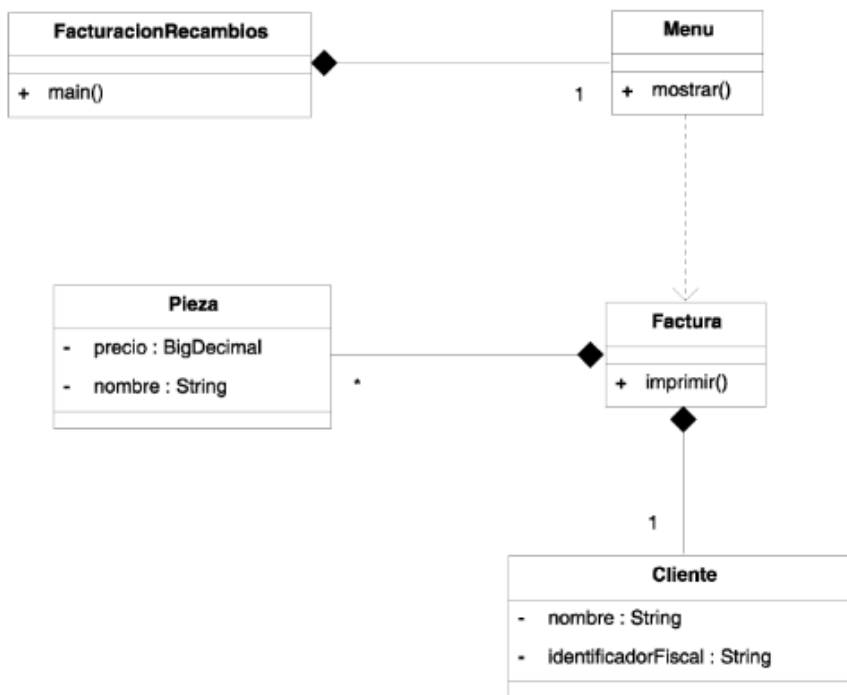 FacturacionRecambios
+ main()
1
Menu
+ mostrar()
Pieza
- precio : BigDecimal
- nombre : String
*
Factura
+ imprimir()
1
Cliente
- nombre : String
- identificadorFiscal : String